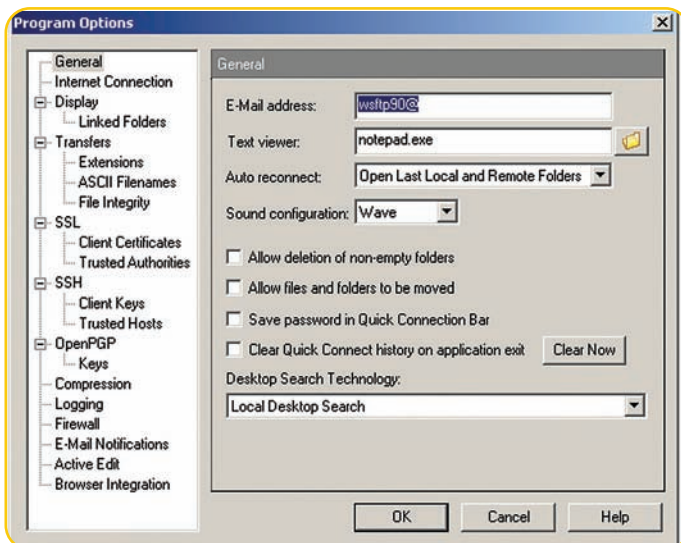 Program Options
General
Internet Connection
Display
Linked Folders
Transfers
Extensions
ASCII Filenames
File Integrity
SSL
Client Certificates
Trusted Authorities
SSH
Client Keys
Trusted Hosts
OpenPGP
Keys
Compression
Logging
Firewall
E-Mail Notifications
Active Edit
Browser Integration
General
E-Mail address: wsftp90@
Text viewer: notepad.exe
Auto reconnect: Open Last Local and Remote Folders
Sound configuration: Wave
Allow deletion of non-empty folders
Allow files and folders to be moved
Save password in Quick Connection Bar
Clear Quick Connect history on application exit Clear Now
Desktop Search Technology:
Local Desktop Search
OK Cancel Help